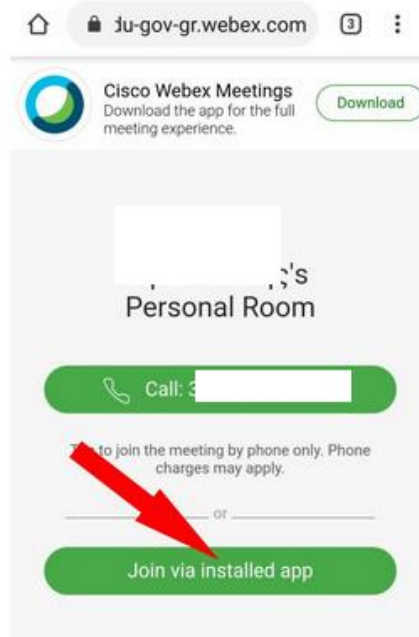 du-gov-gr.webex.com
3
Cisco Webex Meetings
Download the app for the full
meeting experience.
Download
ς's
Personal Room
Call: 3
to join the meeting by phone only. Phone
charges may apply.
or
Join via installed app